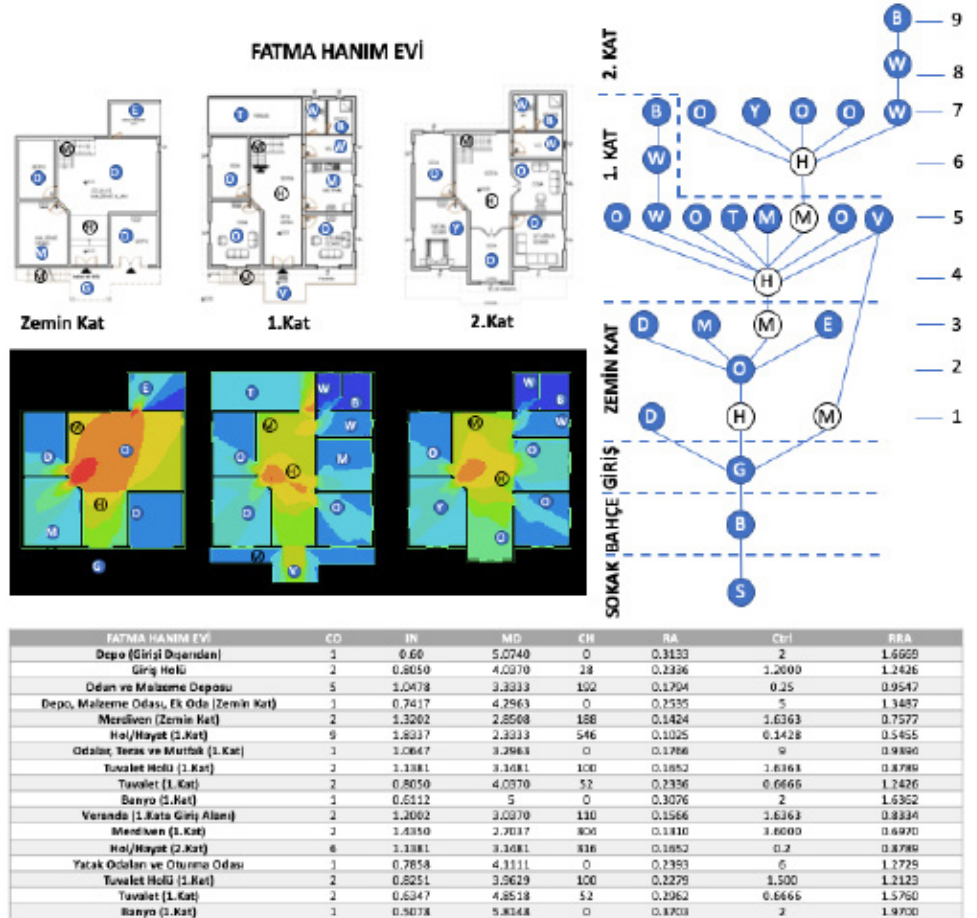 FATMA HANIM EVİ
Zemin Kat
1.Kat
2.Kat
2. KAT
1. KAT
ZEMİN KAT
GİRİŞ
BAHÇE
SOKAK
B 9
W 8
B O Y O O W 7
W H 6
O W O T M M O V 5
H 4
D M M E 3
O 2
D H M 1
G
B
S
FATMA HANIM EVİ CO IN MD CH RA Ctrl RRA
Depo (Girişi Dışarıdan) 1 0.60 5.0740 0 0.3133 2 1.6669
Giriş Holü 2 0.8050 4.0370 28 0.2336 1.2000 1.2426
Odun ve Malzeme Deposu 5 1.0478 3.3333 192 0.1794 0.25 0.9547
Depo, Malzeme Odası, Ek Oda (Zemin Kat) 1 0.7417 4.2963 0 0.2535 5 1.3487
Merdiven (Zemin Kat) 2 1.3202 2.8508 188 0.1424 1.6363 0.7577
Hol/Hayat (1.Kat) 9 1.8337 2.3333 546 0.1025 0.1428 0.5455
Odalar, Teras ve Mutfak (1.Kat) 1 1.0647 3.2963 0 0.1766 9 0.9394
Tuvalet Holü (1.Kat) 2 1.1381 3.1481 100 0.1652 1.6363 0.8789
Tuvalet (1.Kat) 2 0.8050 4.0370 52 0.2336 0.6666 1.2426
Banyo (1.Kat) 1 0.6112 5 0 0.3076 2 1.6362
Veranda (1.Kata Giriş Alanı) 2 1.2002 3.0370 110 0.1566 1.6363 0.8334
Merdiven (1.Kat) 2 1.4350 2.7037 304 0.1310 3.6000 0.6970
Hol/Hayat (2.Kat) 6 1.1381 3.1481 316 0.1652 0.2 0.8789
Yatak Odaları ve Oturma Odası 1 0.7858 4.1111 0 0.2393 6 1.2729
Tuvalet Holü (1.Kat) 2 0.8251 3.9629 100 0.2279 1.500 1.2123
Tuvalet (1.Kat) 2 0.6347 4.8518 52 0.2962 0.6666 1.5760
Banyo (1.Kat) 1 0.5078 5.8148 0 0.3703 2 1.9700